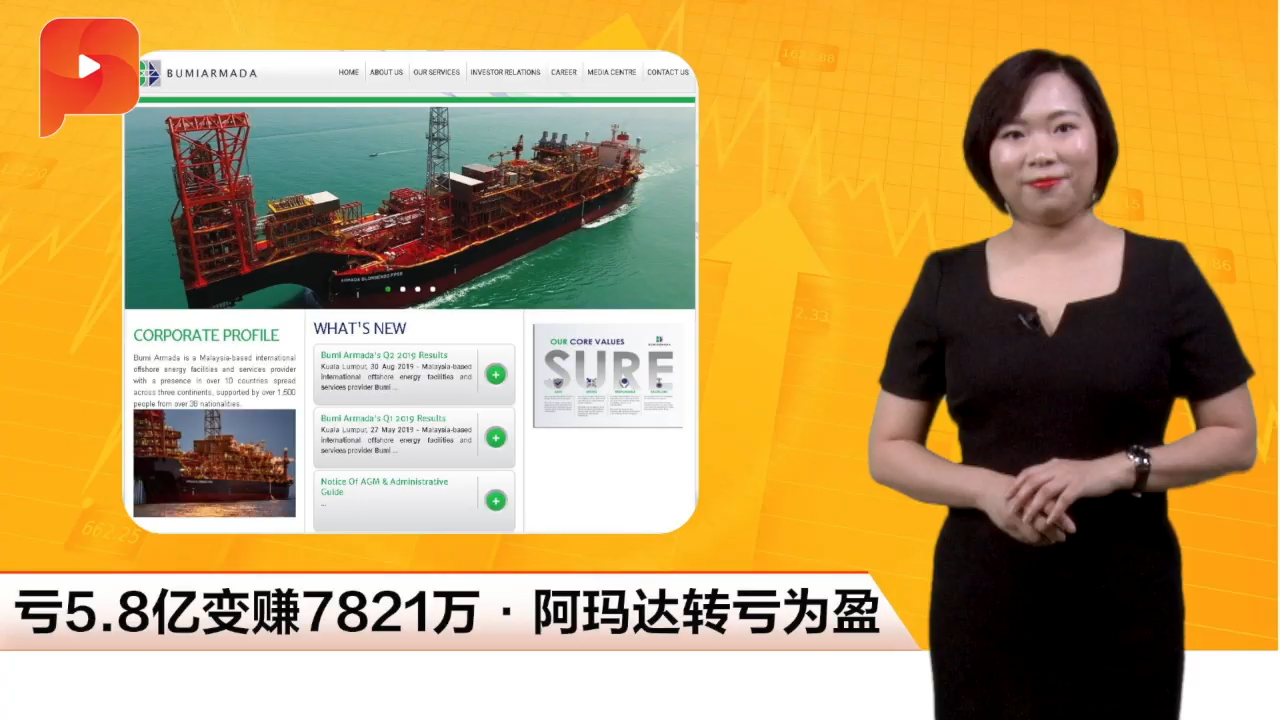 BUMIARMADA
HOME ABOUT US OUR SERVICES INVESTOR RELATIONS CAREER MEDIA CENTRE CONTACT US
CORPORATE PROFILE
Bumi Armada is a Malaysia-based international
offshore energy facilities and services provider
with a presence in over 10 countries spread
across three continents, supported by over 1,600
people from over 38 nationalities.
WHAT'S NEW
Bumi Armada's Q2 2019 Results
Kuala Lumpur, 30 Aug 2019 - Malaysia-based
international offshore energy facilities and
services provider Bumi ...
Bumi Armada's Q1 2019 Results
Kuala Lumpur, 27 May 2019 - Malaysia-based
international offshore energy facilities and
services provider Bumi ...
Notice Of AGM & Administrative
Guide
...
OUR CORE VALUES
SURE
662.25
2.33
亏5.8亿变赚7821万·阿玛达转亏为盈